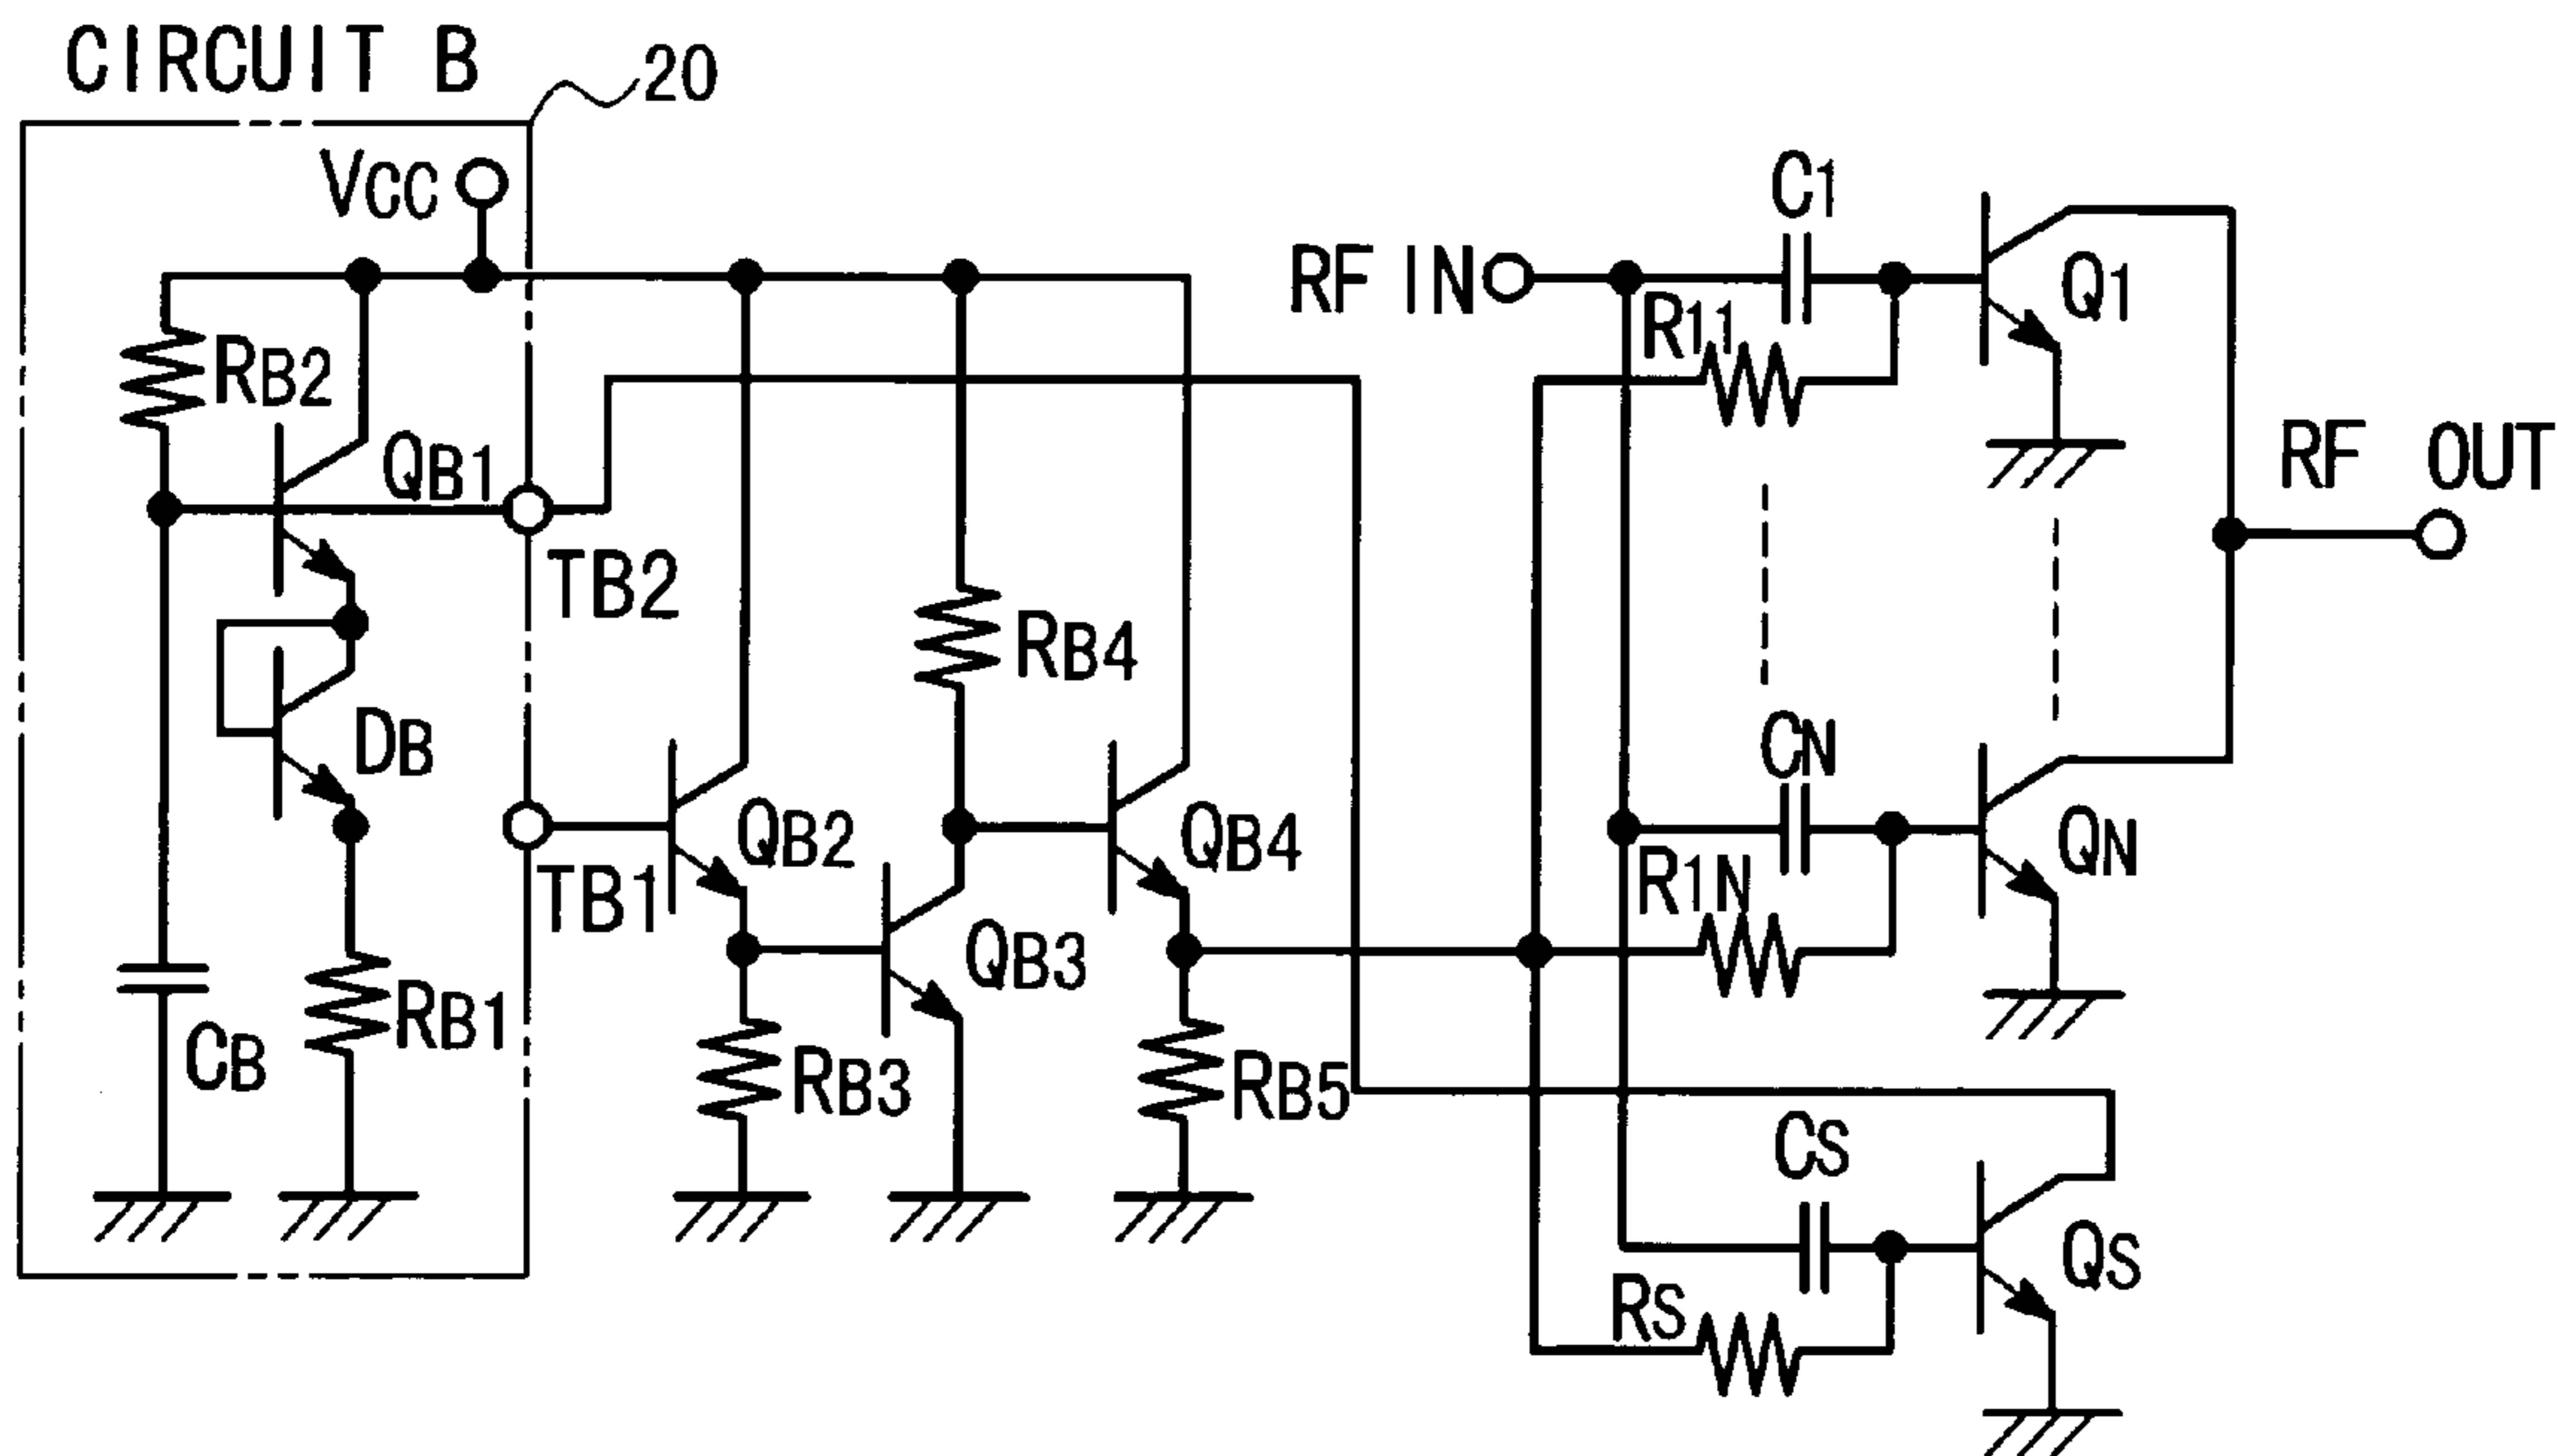 CIRCUIT B
20
VCC
RB2
QB1
TB2
DB
TB1
CB
RB1
QB2
RB3
QB3
RB4
QB4
RB5
RF IN
C1
R11
Q1
RF OUT
CN
R1N
QN
CS
RS
QS